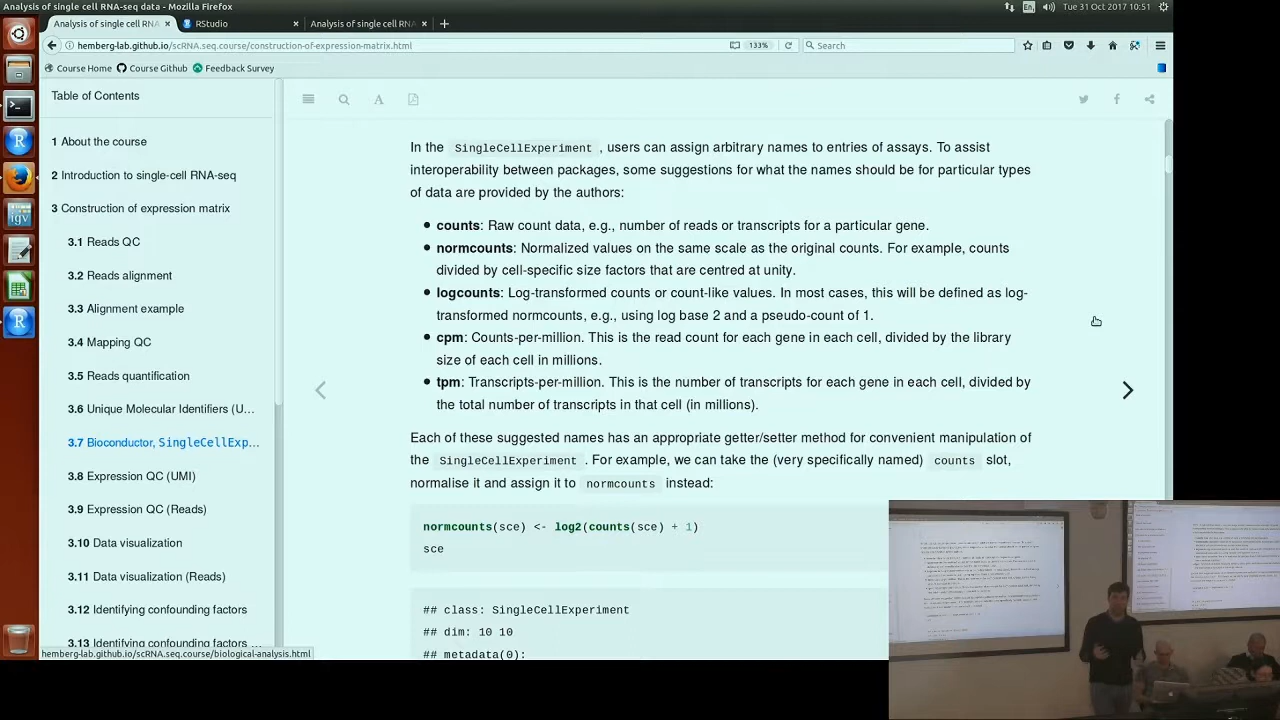 Analysis of single cell RNA-seq data - Mozilla Firefox
En
Tue 31 Oct 2017 10:51
Analysis of single cell RNA
RStudio
Analysis of single cell RNA
hemberg-lab.github.io/scRNA.seq.course/construction-of-expression-matrix.html
133%
Search
Course Home
Course Github
Feedback Survey
Table of Contents
1 About the course
2 Introduction to single-cell RNA-seq
3 Construction of expression matrix
3.1 Reads QC
3.2 Reads alignment
3.3 Alignment example
3.4 Mapping QC
3.5 Reads quantification
3.6 Unique Molecular Identifiers (U...
3.7 Bioconductor, SingleCellExp...
3.8 Expression QC (UMI)
3.9 Expression QC (Reads)
3.10 Data visualization
3.11 Data visualization (Reads)
3.12 Identifying confounding factors
3.13 Identifying confounding factors ...
hemberg-lab.github.io/scRNA.seq.course/biological-analysis.html
In the SingleCellExperiment , users can assign arbitrary names to entries of assays. To assist
interoperability between packages, some suggestions for what the names should be for particular types
of data are provided by the authors:
• counts: Raw count data, e.g., number of reads or transcripts for a particular gene.
• normcounts: Normalized values on the same scale as the original counts. For example, counts
divided by cell-specific size factors that are centred at unity.
• logcounts: Log-transformed counts or count-like values. In most cases, this will be defined as log-
transformed normcounts, e.g., using log base 2 and a pseudo-count of 1.
• cpm: Counts-per-million. This is the read count for each gene in each cell, divided by the library
size of each cell in millions.
• tpm: Transcripts-per-million. This is the number of transcripts for each gene in each cell, divided by
the total number of transcripts in that cell (in millions).
Each of these suggested names has an appropriate getter/setter method for convenient manipulation of
the SingleCellExperiment . For example, we can take the (very specifically named) counts slot,
normalise it and assign it to normcounts instead:
normcounts(sce) <- log2(counts(sce) + 1)
sce
## class: SingleCellExperiment
## dim: 10 10
## metadata(0):